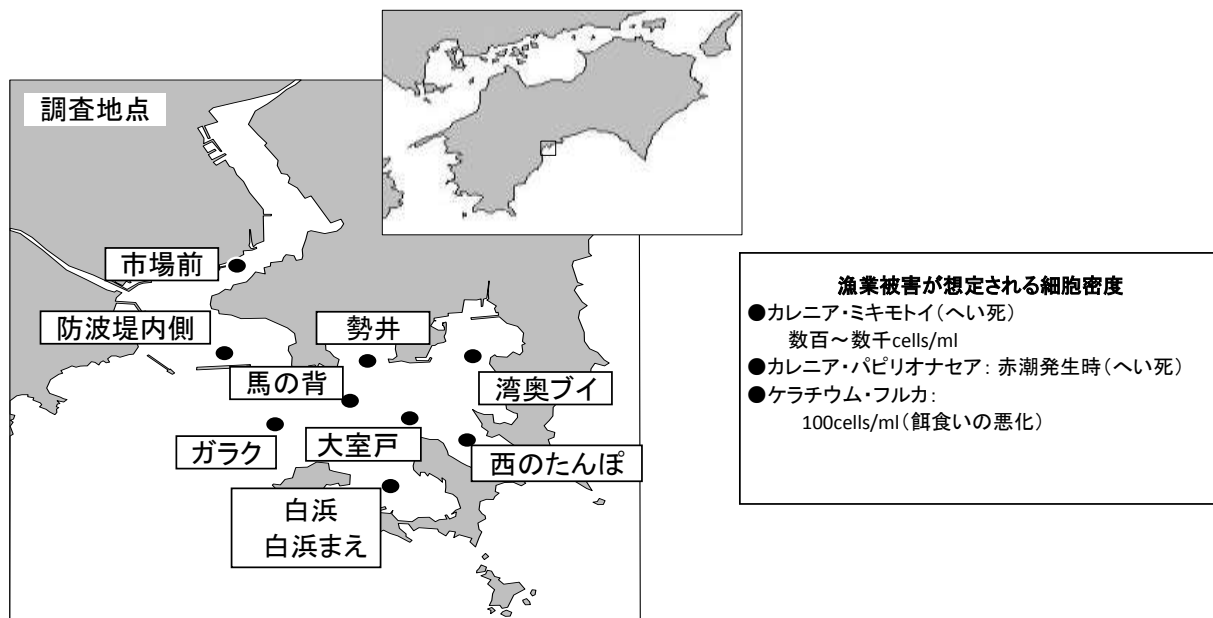 調査地点
市場前
防波堤内側
勢井
馬の背
湾奥ブイ
ガラク
大室戸
西のたんぽ
白浜
白浜まえ
漁業被害が想定される細胞密度
●カレニア・ミキモトイ(へい死)
数百～数千cells/ml
●カレニア・パピリオナセア: 赤潮発生時(へい死)
●ケラチウム・フルカ:
100cells/ml(餌食いの悪化)